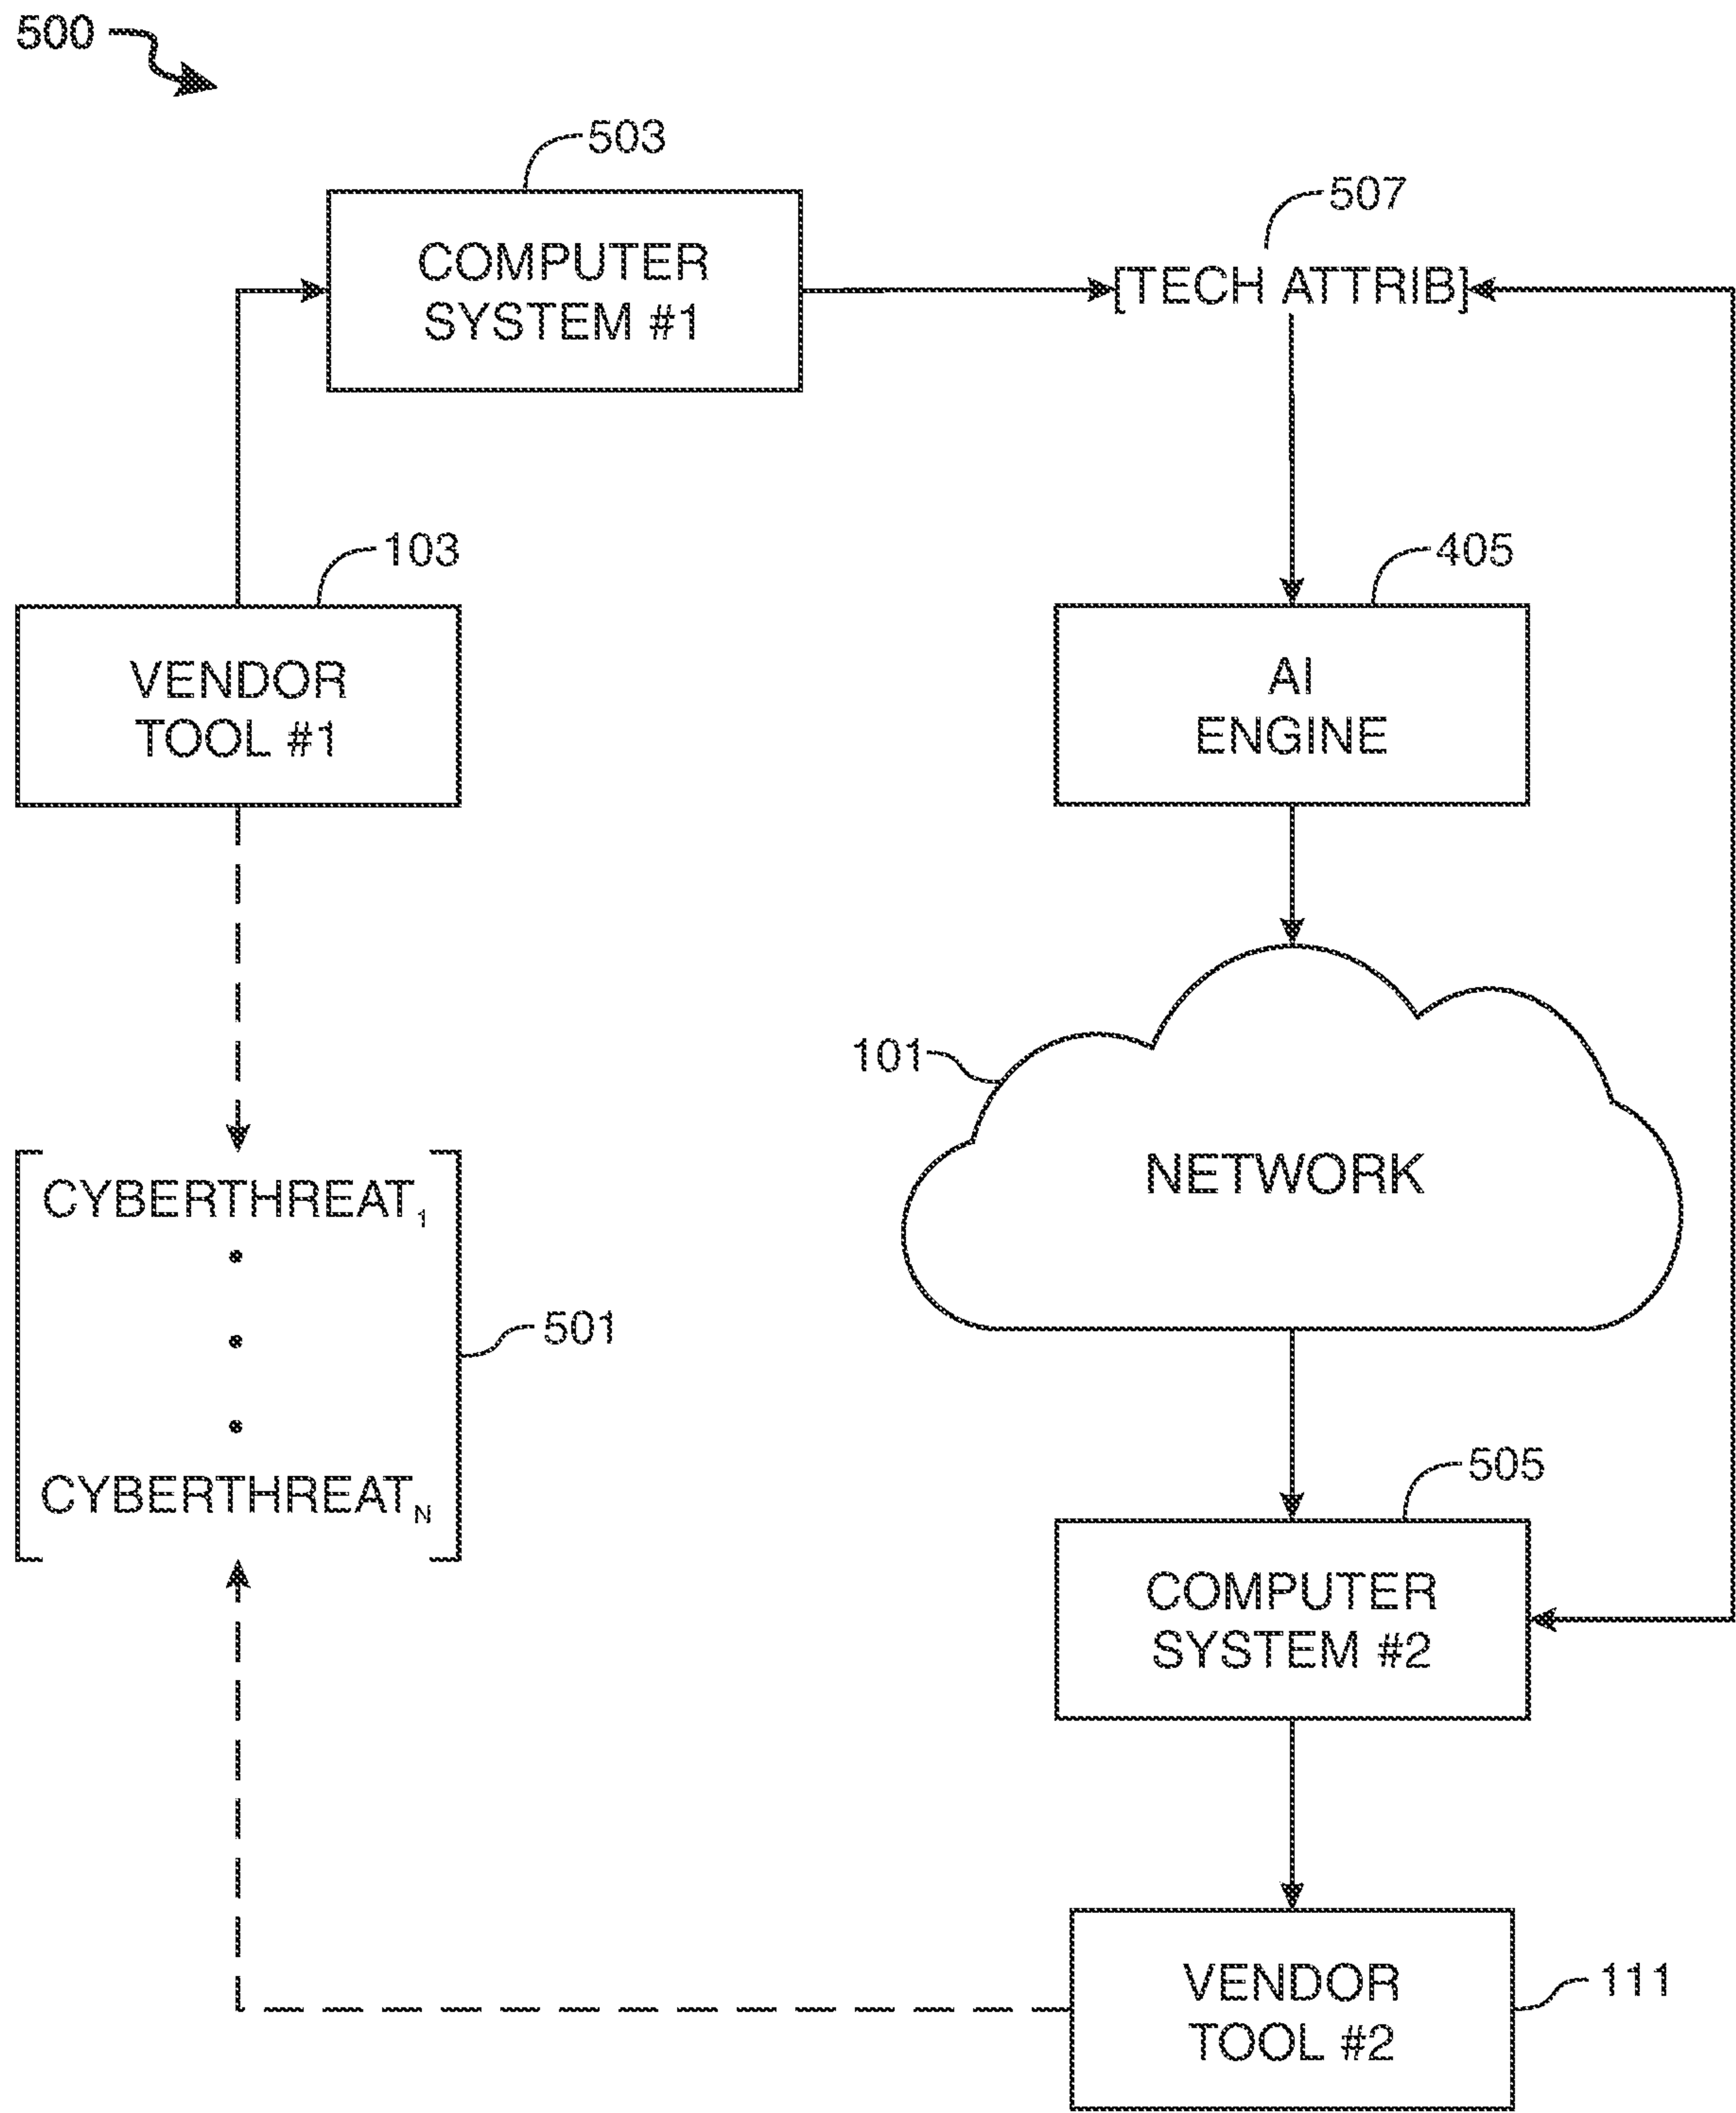 500
503
507
COMPUTER
SYSTEM #1
[TECH ATTRIB]
103
405
VENDOR
TOOL #1
AI
ENGINE
101
NETWORK
CYBERTHREAT1
501
CYBERTHREATN
505
COMPUTER
SYSTEM #2
VENDOR
TOOL #2
111